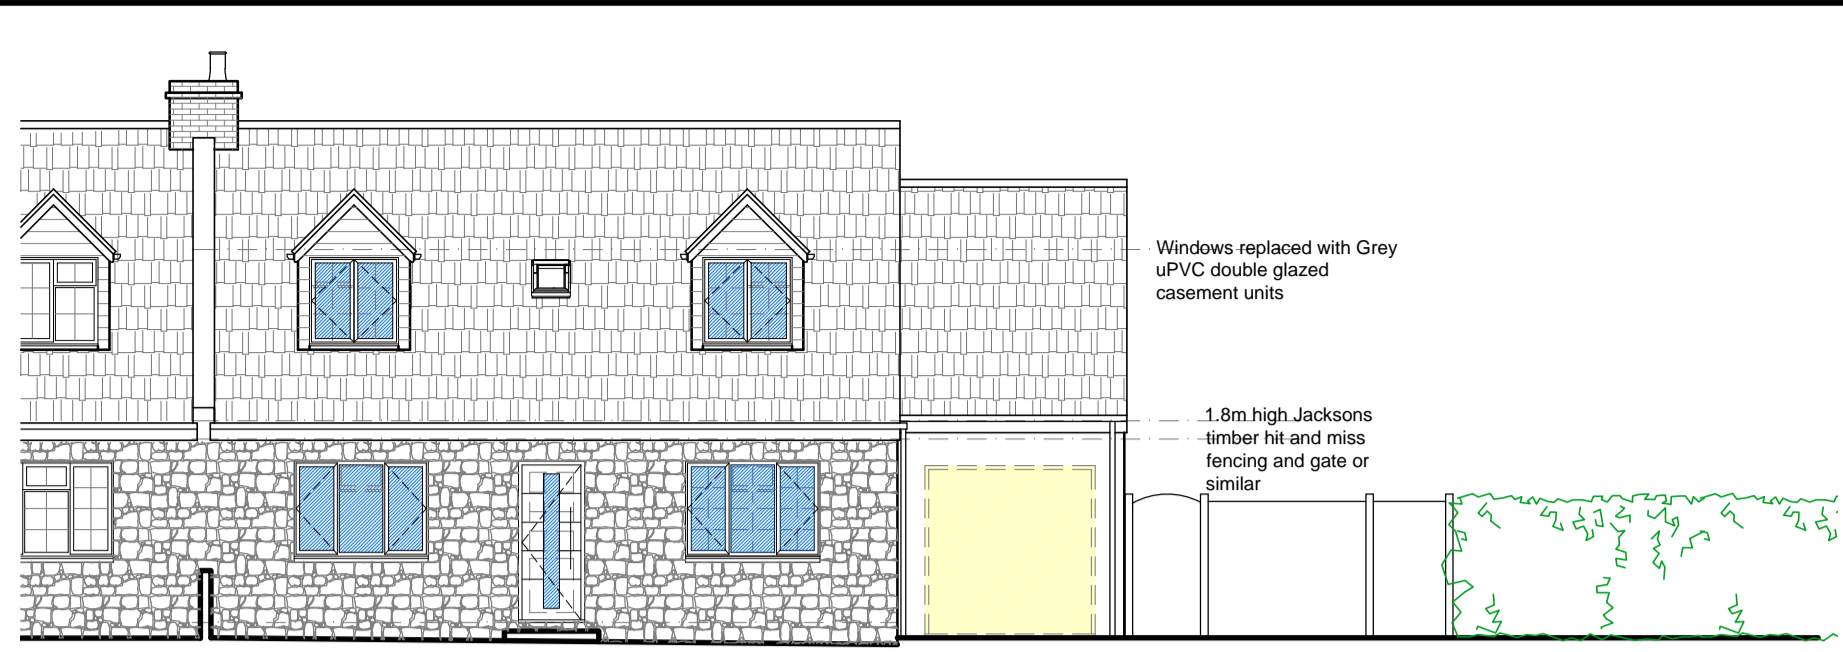 Windows replaced with Grey
uPVC double glazed
casement units
1.8m high Jacksons
timber hit and miss
fencing and gate or
similar